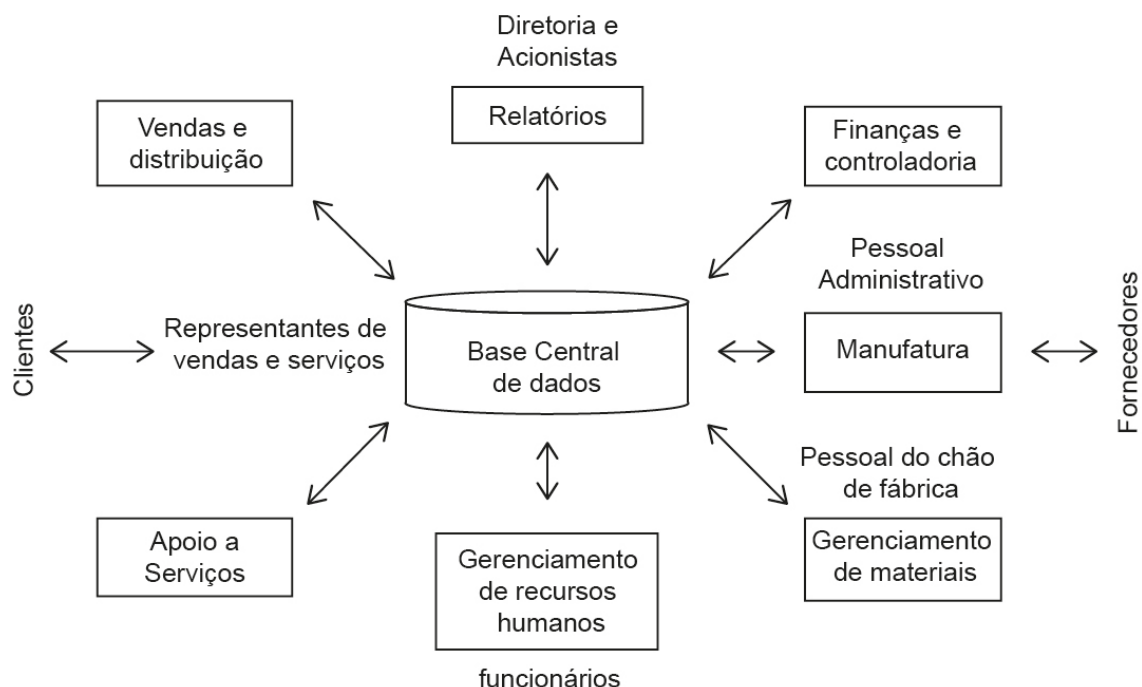 Diretoria e
Acionistas
Relatórios
Vendas e
distribuição
Finanças e
controladoria
Pessoal
Administrativo
Clientes
Representantes de
vendas e serviços
Base Central
de dados
Manufatura
Fornecedores
Pessoal do chão
de fábrica
Apoio a
Serviços
Gerenciamento
de recursos
humanos
Gerenciamento
de materiais
funcionários